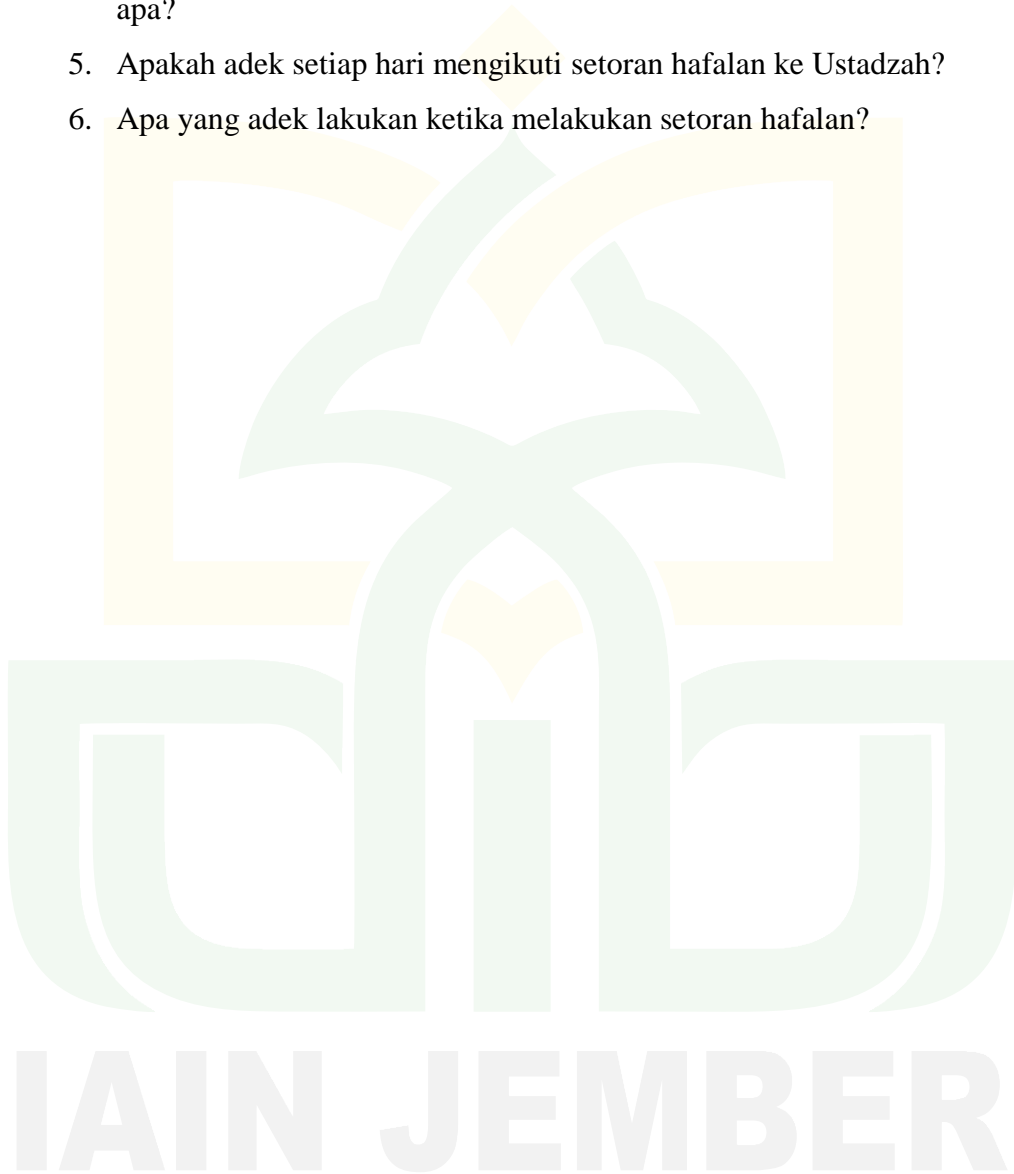 apa?
5. Apakah adek setiap hari mengikuti setoran hafalan ke Ustadzah?
6. Apa yang adek lakukan ketika melakukan setoran hafalan?
IAIN JEMBER